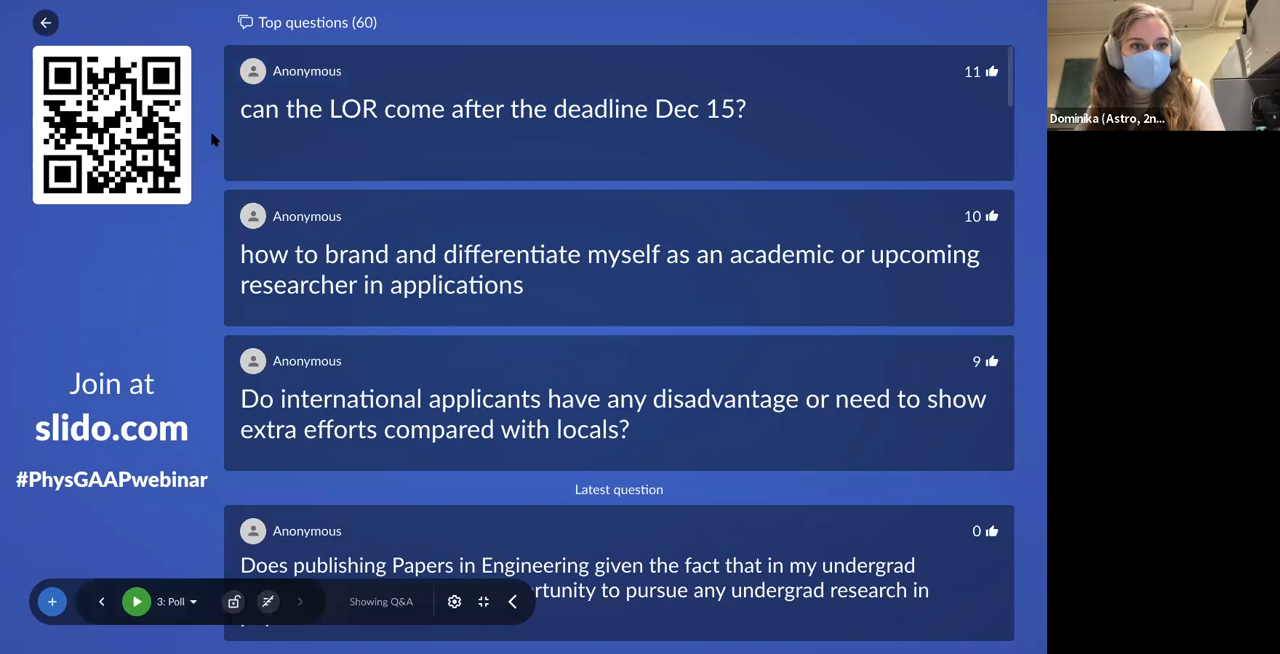 Top questions (60)
Anonymous
11
can the LOR come after the deadline Dec 15?
Anonymous
10
how to brand and differentiate myself as an academic or upcoming
researcher in applications
Anonymous
9
Do international applicants have any disadvantage or need to show
extra efforts compared with locals?
Latest question
Anonymous
0
Does publishing Papers in Engineering given the fact that in my undergrad
to pursue any undergrad research in
Join at
slido.com
#PhysGAAPwebinar
3: Poll
Showing Q&A
Dominika (Astro, 2n...